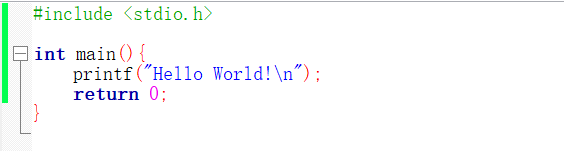 #include <stdio.h>

int main(){
    printf("Hello World!\n");
    return 0;
}